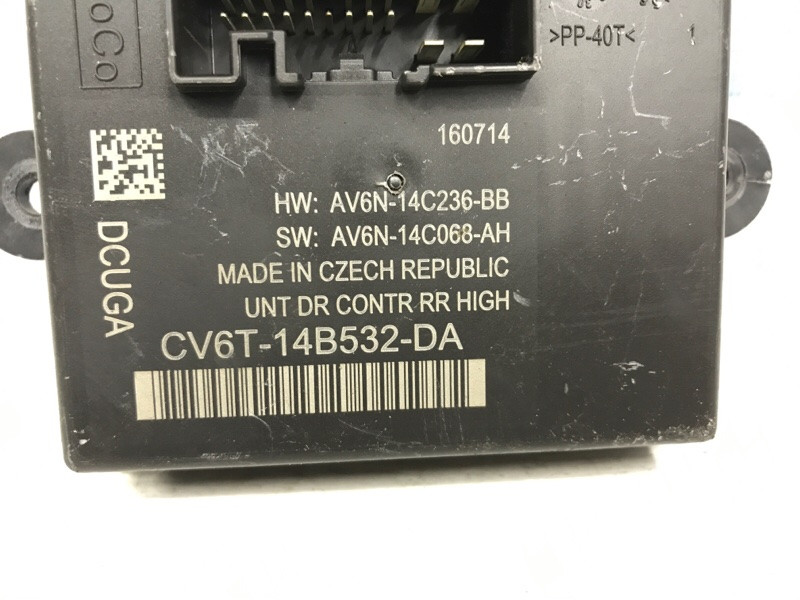 oCo
>PP-40T<
1
160714
HW: AV6N-14C236-BB
SW: AV6N-14C068-AH
MADE IN CZECH REPUBLIC
UNT DR CONTR RR HIGH
DCUGA
CV6T-14B532-DA